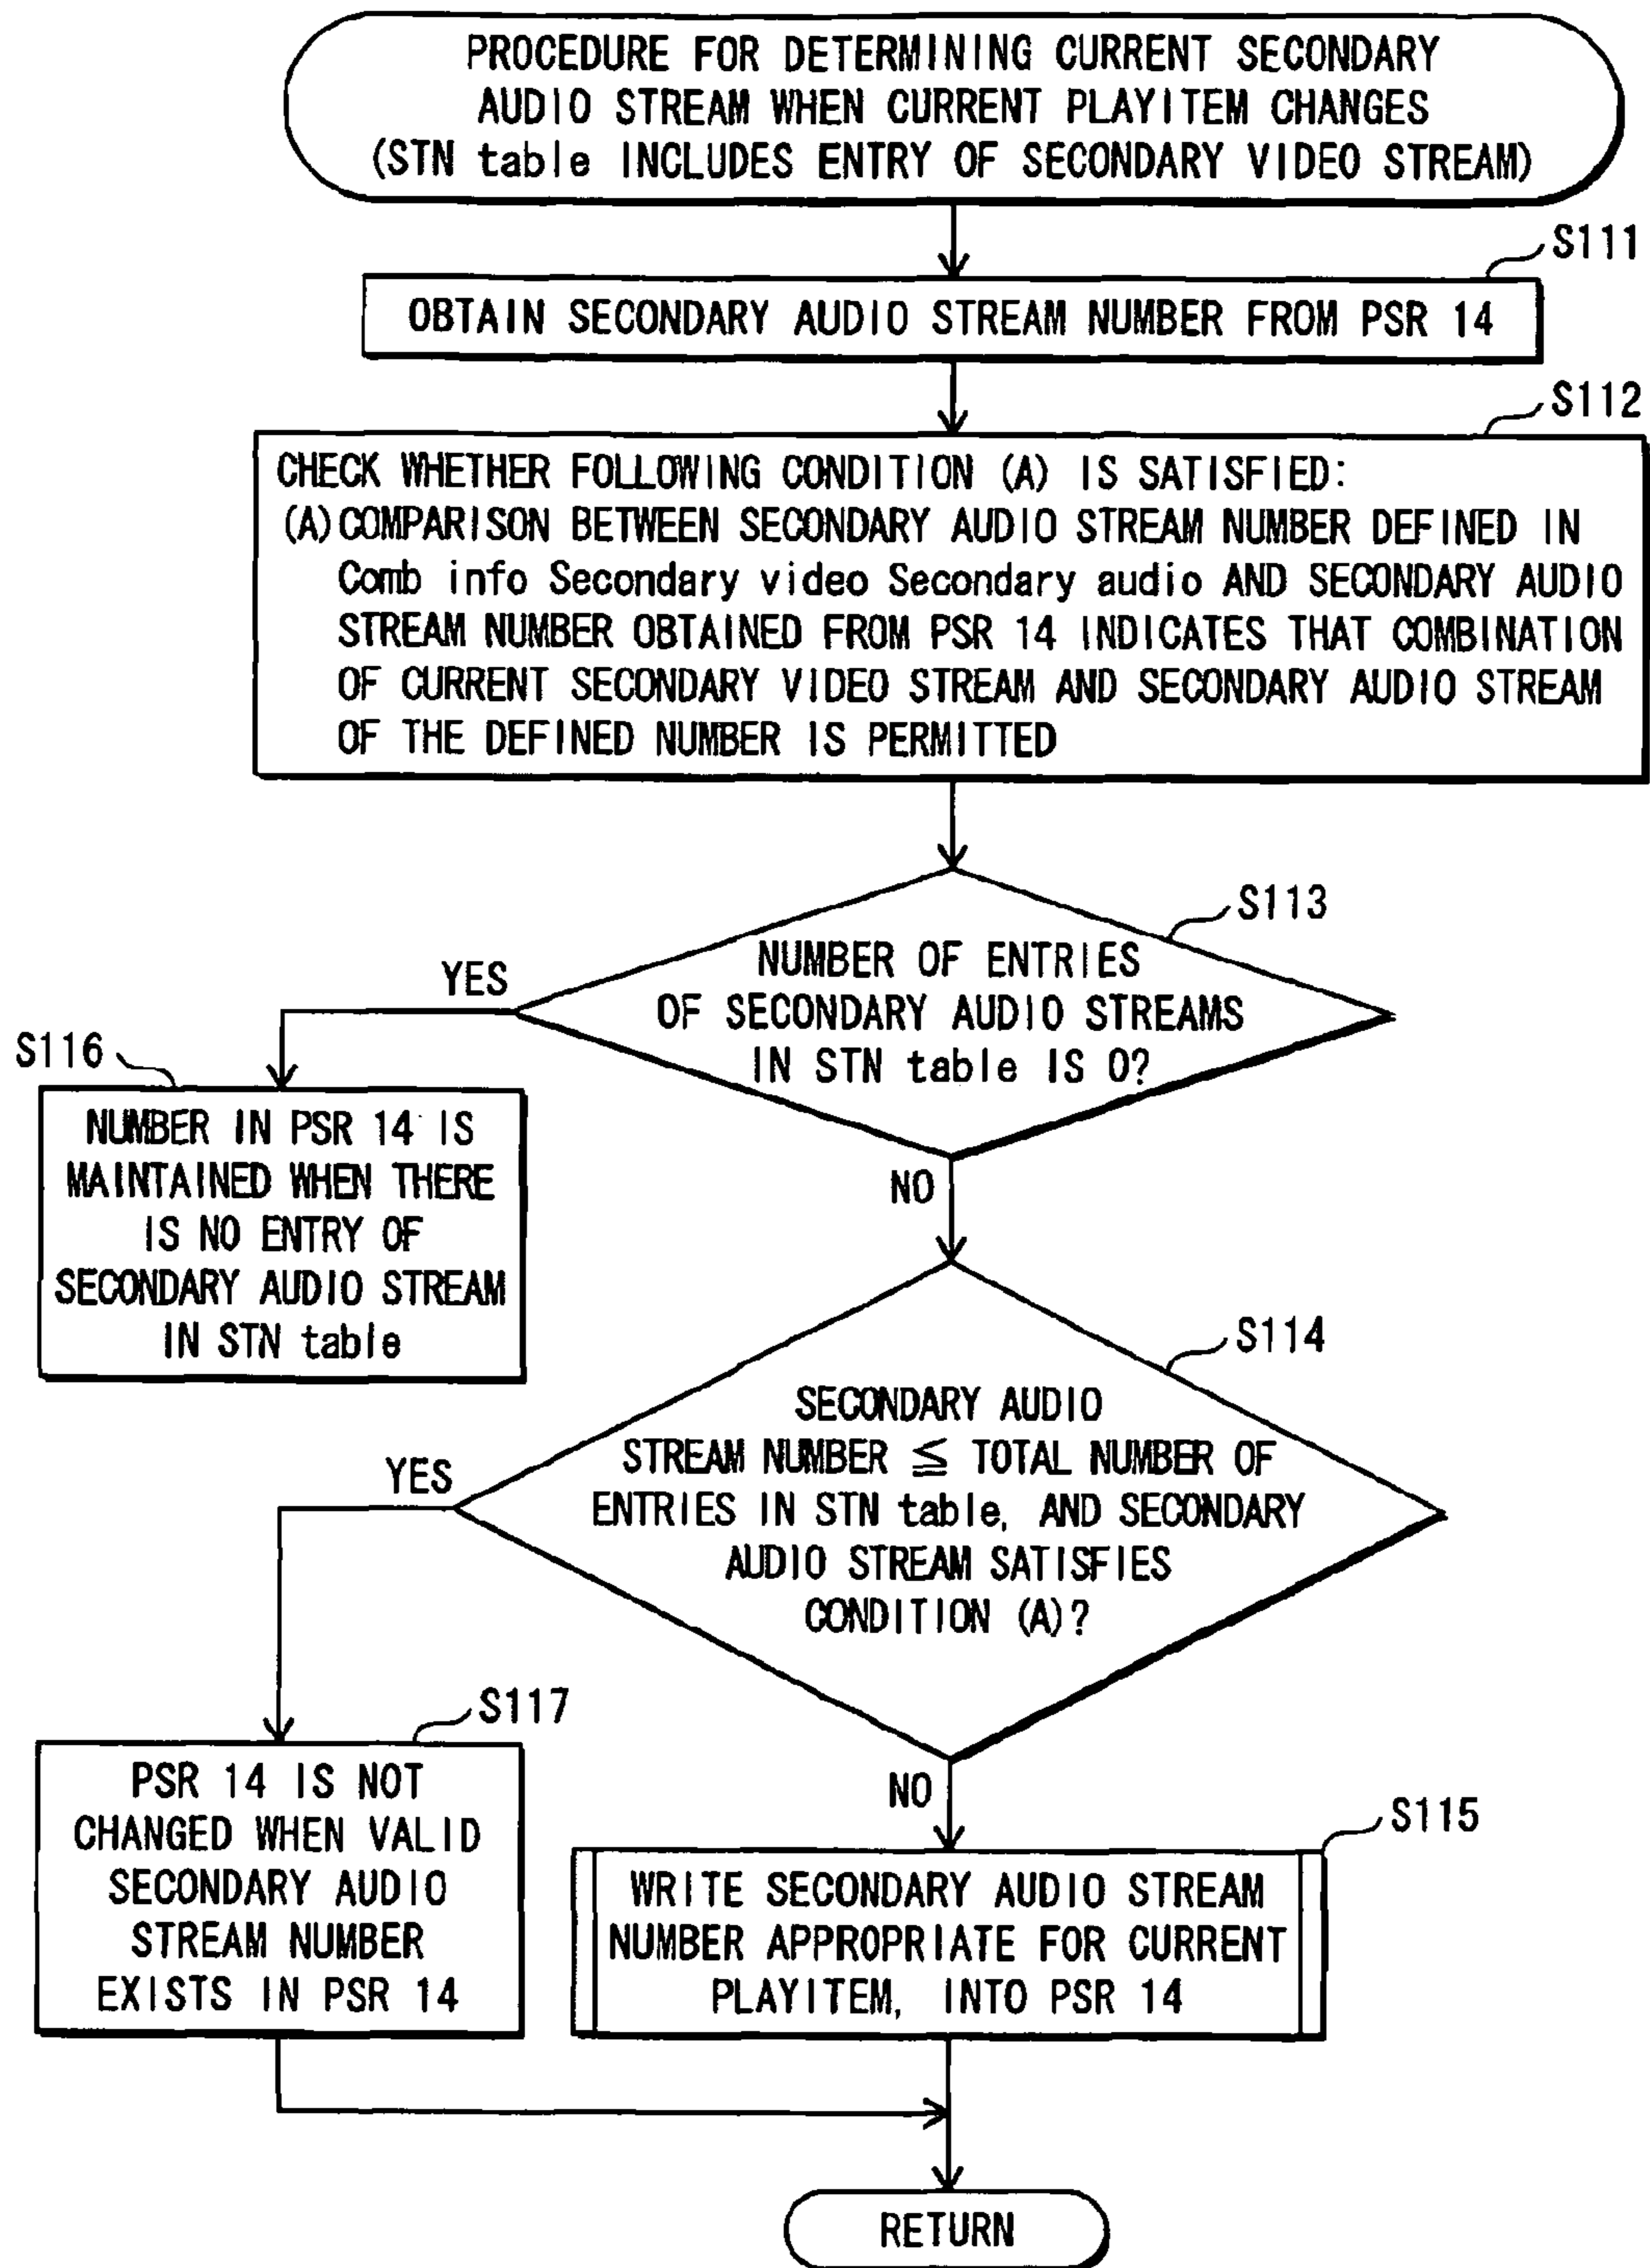 PROCEDURE FOR DETERMINING CURRENT SECONDARY
AUDIO STREAM WHEN CURRENT PLAYITEM CHANGES
(STN table INCLUDES ENTRY OF SECONDARY VIDEO STREAM)
S111
OBTAIN SECONDARY AUDIO STREAM NUMBER FROM PSR 14
S112
CHECK WHETHER FOLLOWING CONDITION (A) IS SATISFIED:
(A) COMPARISON BETWEEN SECONDARY AUDIO STREAM NUMBER DEFINED IN
Comb info Secondary video Secondary audio AND SECONDARY AUDIO
STREAM NUMBER OBTAINED FROM PSR 14 INDICATES THAT COMBINATION
OF CURRENT SECONDARY VIDEO STREAM AND SECONDARY AUDIO STREAM
OF THE DEFINED NUMBER IS PERMITTED
S113
NUMBER OF ENTRIES
OF SECONDARY AUDIO STREAMS
IN STN table IS 0?
YES
S116
NUMBER IN PSR 14 IS
MAINTAINED WHEN THERE
IS NO ENTRY OF
SECONDARY AUDIO STREAM
IN STN table
NO
S114
SECONDARY AUDIO
STREAM NUMBER ≦ TOTAL NUMBER OF
ENTRIES IN STN table, AND SECONDARY
AUDIO STREAM SATISFIES
CONDITION (A)?
YES
S117
PSR 14 IS NOT
CHANGED WHEN VALID
SECONDARY AUDIO
STREAM NUMBER
EXISTS IN PSR 14
NO
S115
WRITE SECONDARY AUDIO STREAM
NUMBER APPROPRIATE FOR CURRENT
PLAYITEM, INTO PSR 14
RETURN